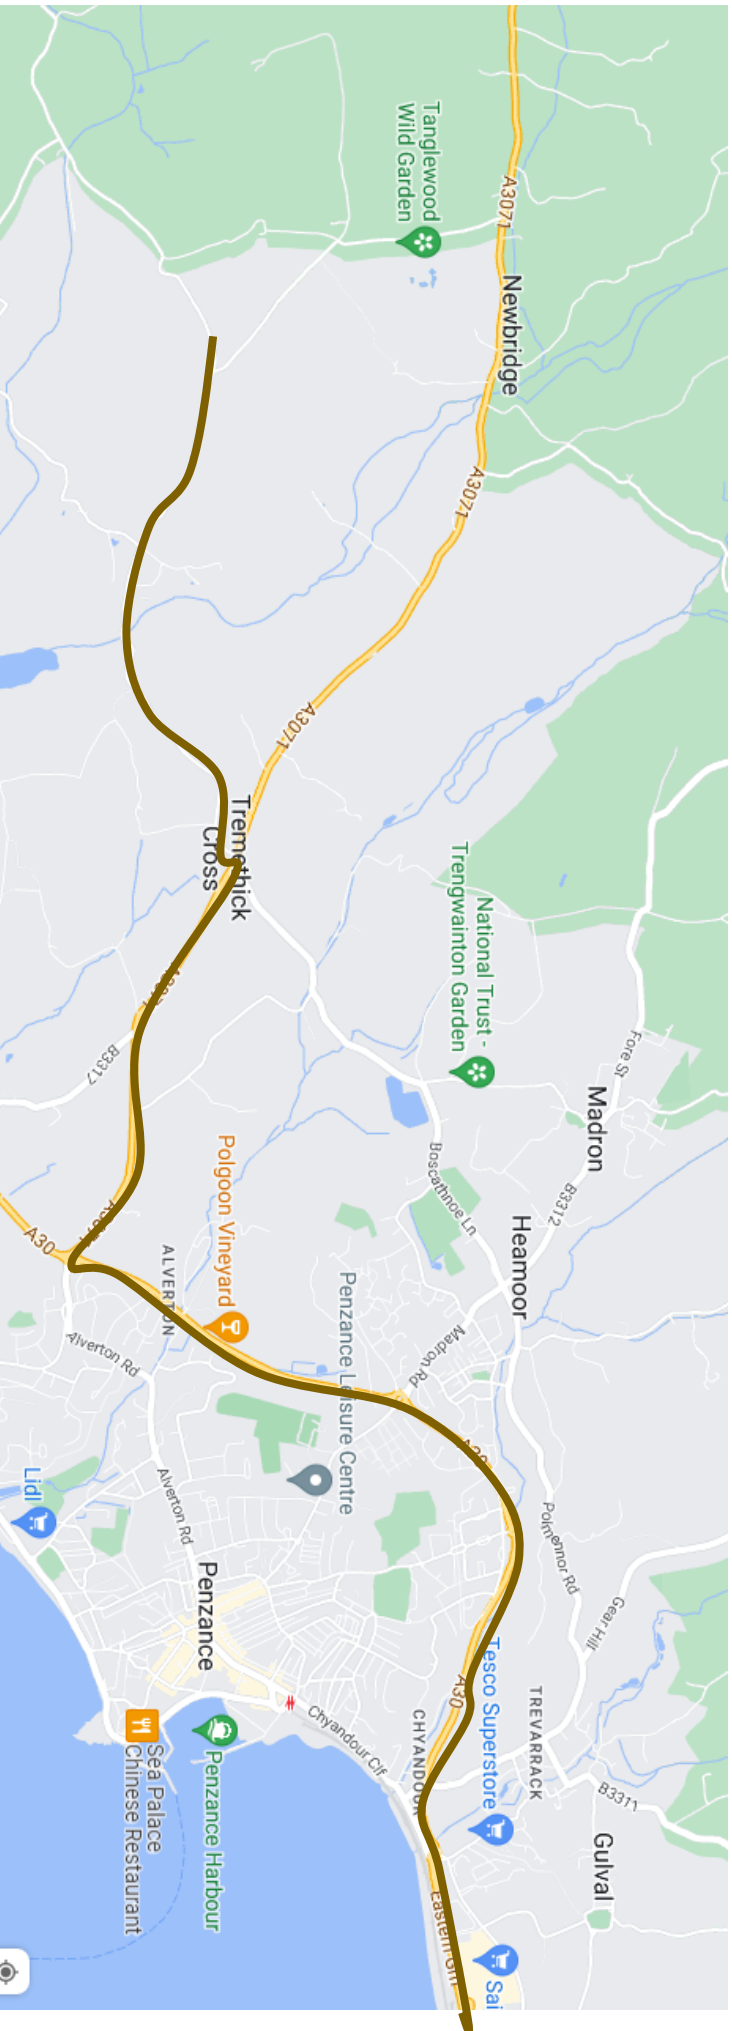 Tanglewood
Wild Garden
A3071
Newbridge
A3071
A3071
Tremethick
Cross
National Trust -
Trengwainton Garden
Fore St
Madron
B3317
Boscathnoe Ln
B3312
Heamoor
Polgoon Vineyard
A30
ALVERTON
Alverton Rd
Penzance Leisure Centre
Madron Rd
A30
Lidl
Alverton Rd
Polmennor Rd
Penzance
Gear Hill
Tesco Superstore
A30
TREVARRACK
Chyandour Clf
CHYANDOUR
B3311
Sea Palace
Chinese Restaurant
Penzance Harbour
Gulval
Eastern Grn
Sai